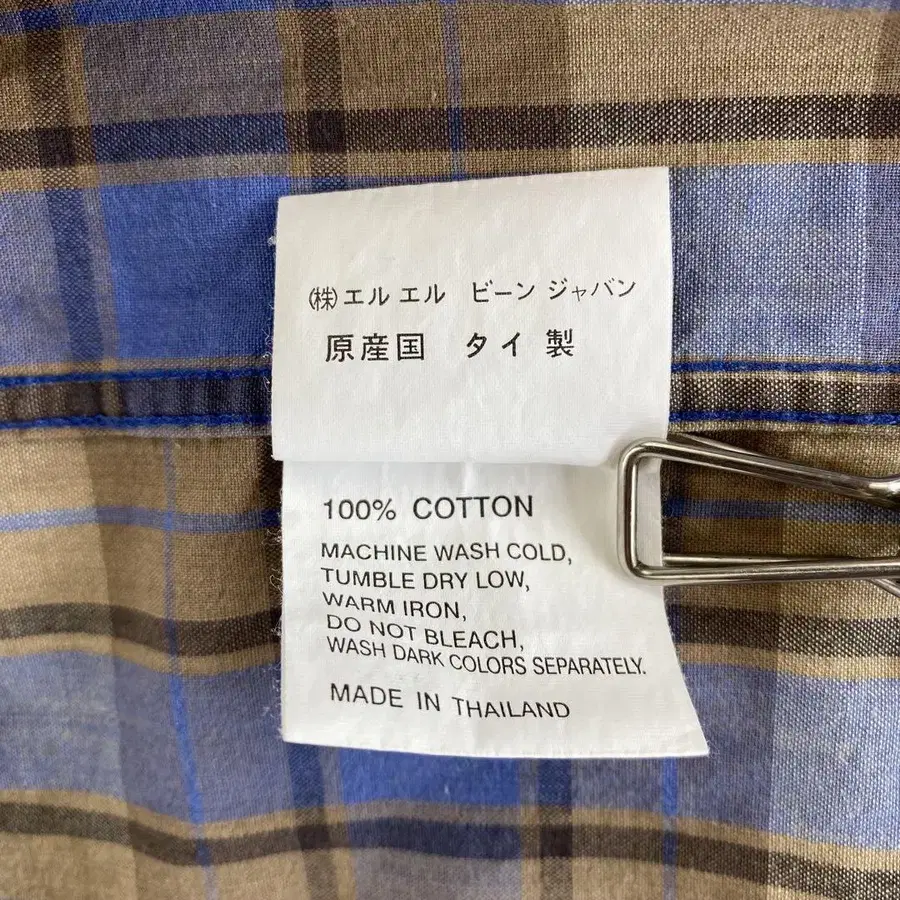 (株)エル エル ビーン ジャパン
原産国 タイ 製
100% COTTON
MACHINE WASH COLD,
TUMBLE DRY LOW,
WARM IRON,
DO NOT BLEACH,
WASH DARK COLORS SEPARATELY.
MADE IN THAILAND